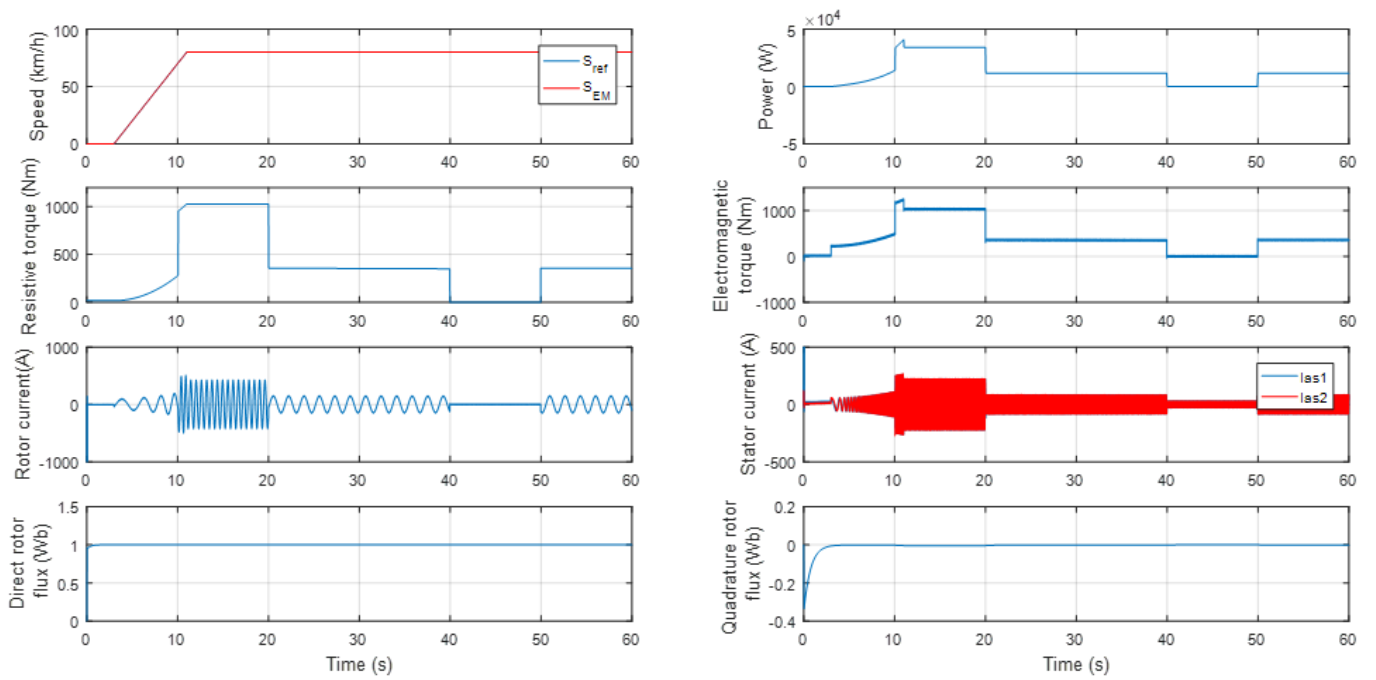 100
50
0
Speed (km/h)
S_ref
S_EM
0 10 20 30 40 50 60
×10^4
5
0
-5
Power (W)
0 10 20 30 40 50 60
1000
500
0
Resistive torque (Nm)
0 10 20 30 40 50 60
1000
0
-1000
Electromagnetic
torque (Nm)
0 10 20 30 40 50 60
1000
0
-1000
Rotor current(A)
0 10 20 30 40 50 60
500
0
-500
Stator current (A)
Ias1
Ias2
0 10 20 30 40 50 60
1.5
1
0.5
0
Direct rotor
flux (Wb)
0 10 20 30 40 50 60
Time (s)
0.2
0
-0.2
-0.4
Quadrature rotor
flux (Wb)
0 10 20 30 40 50 60
Time (s)